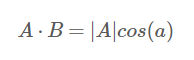 A · B = |A|cos(a)